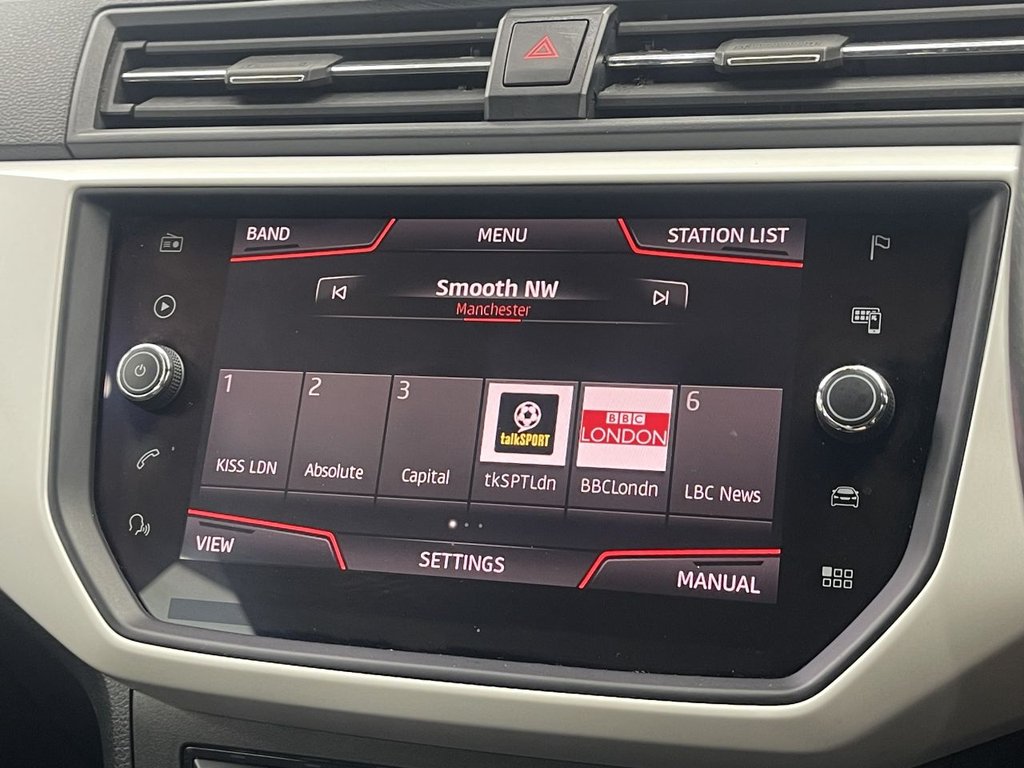 BAND
MENU
STATION LIST
Smooth NW
Manchester
1
2
3
6
talkSPORT
BBC
LONDON
KISS LDN
Absolute
Capital
tkSPTLdn
BBCLondn
LBC News
VIEW
SETTINGS
MANUAL